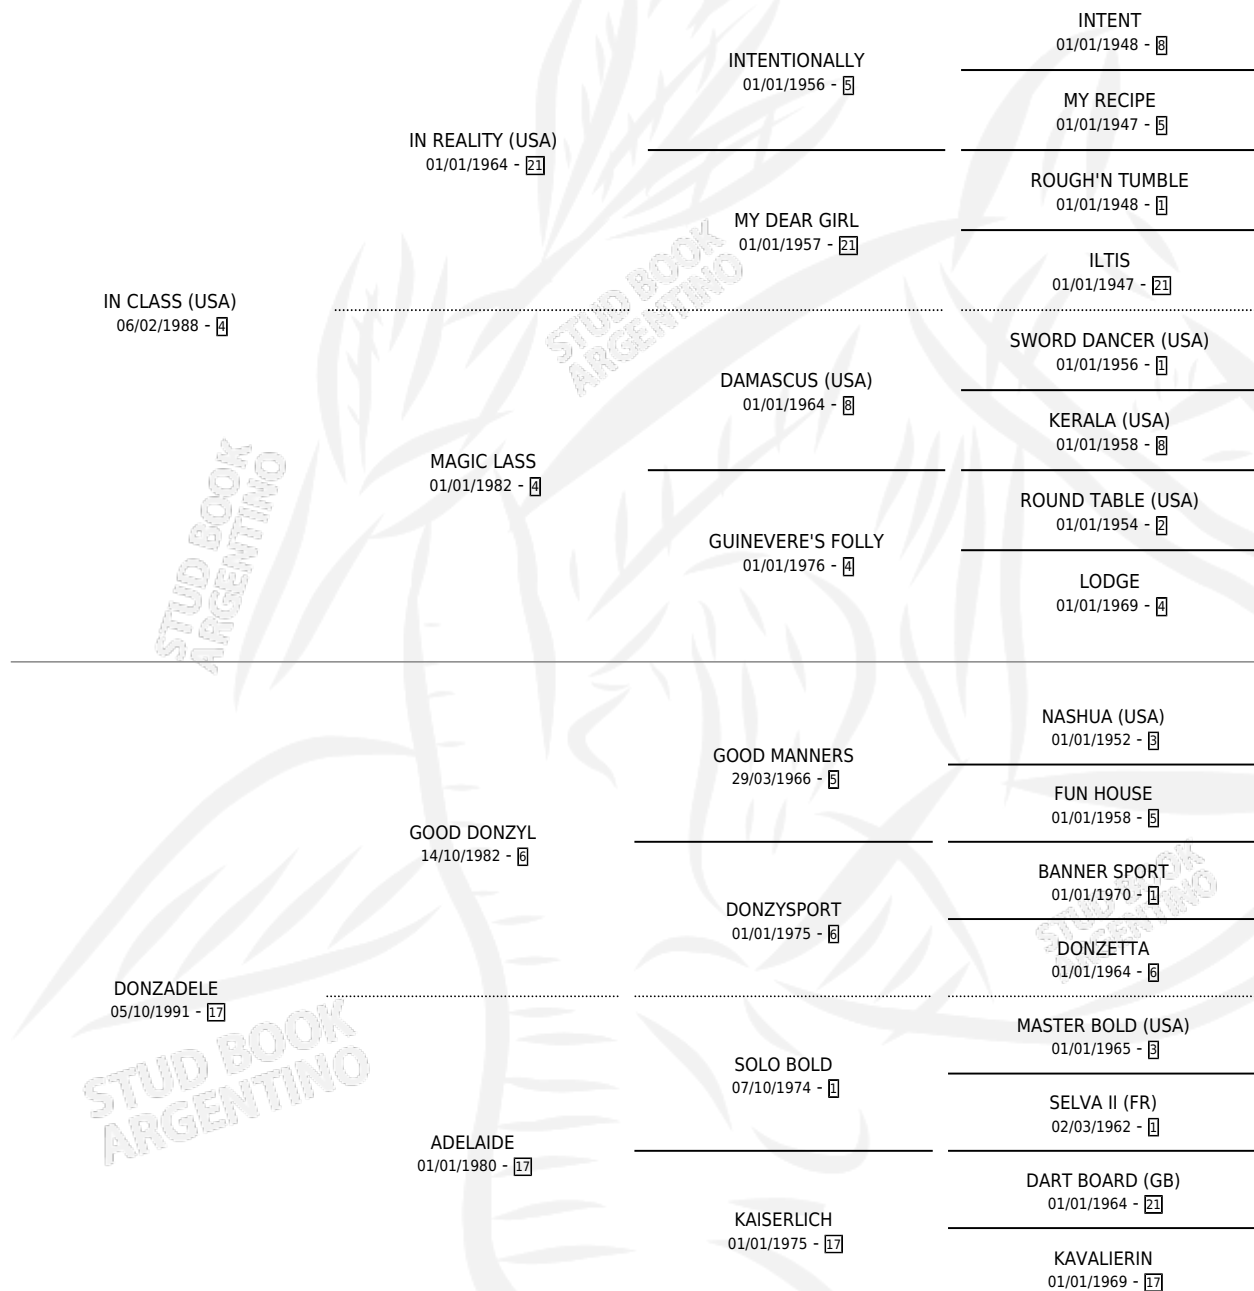 INTENT
01/01/1948 - 8
INTENTIONALLY
01/01/1956 - 5
MY RECIPE
01/01/1947 - 5
IN REALITY (USA)
01/01/1964 - 21
ROUGH'N TUMBLE
01/01/1948 - 1
MY DEAR GIRL
01/01/1957 - 21
ILTIS
01/01/1947 - 21
IN CLASS (USA)
06/02/1988 - 4
SWORD DANCER (USA)
01/01/1956 - 1
DAMASCUS (USA)
01/01/1964 - 8
KERALA (USA)
01/01/1958 - 8
MAGIC LASS
01/01/1982 - 4
ROUND TABLE (USA)
01/01/1954 - 2
GUINEVERE'S FOLLY
01/01/1976 - 4
LODGE
01/01/1969 - 4
NASHUA (USA)
01/01/1952 - 3
GOOD MANNERS
29/03/1966 - 5
FUN HOUSE
01/01/1958 - 5
GOOD DONZYL
14/10/1982 - 6
BANNER SPORT
01/01/1970 - 1
DONZYSPORT
01/01/1975 - 6
DONZETTA
01/01/1964 - 6
DONZADELE
05/10/1991 - 17
MASTER BOLD (USA)
01/01/1965 - 3
SOLO BOLD
07/10/1974 - 1
SELVA II (FR)
02/03/1962 - 1
ADELAIDE
01/01/1980 - 17
DART BOARD (GB)
01/01/1964 - 21
KAISERLICH
01/01/1975 - 17
KAVALIERIN
01/01/1969 - 17
STUD BOOK
ARGENTINO
STUD BOOK
ARGENTINO
STUD BOOK
ARGENTINO
STUD BOOK
ARGENTINO